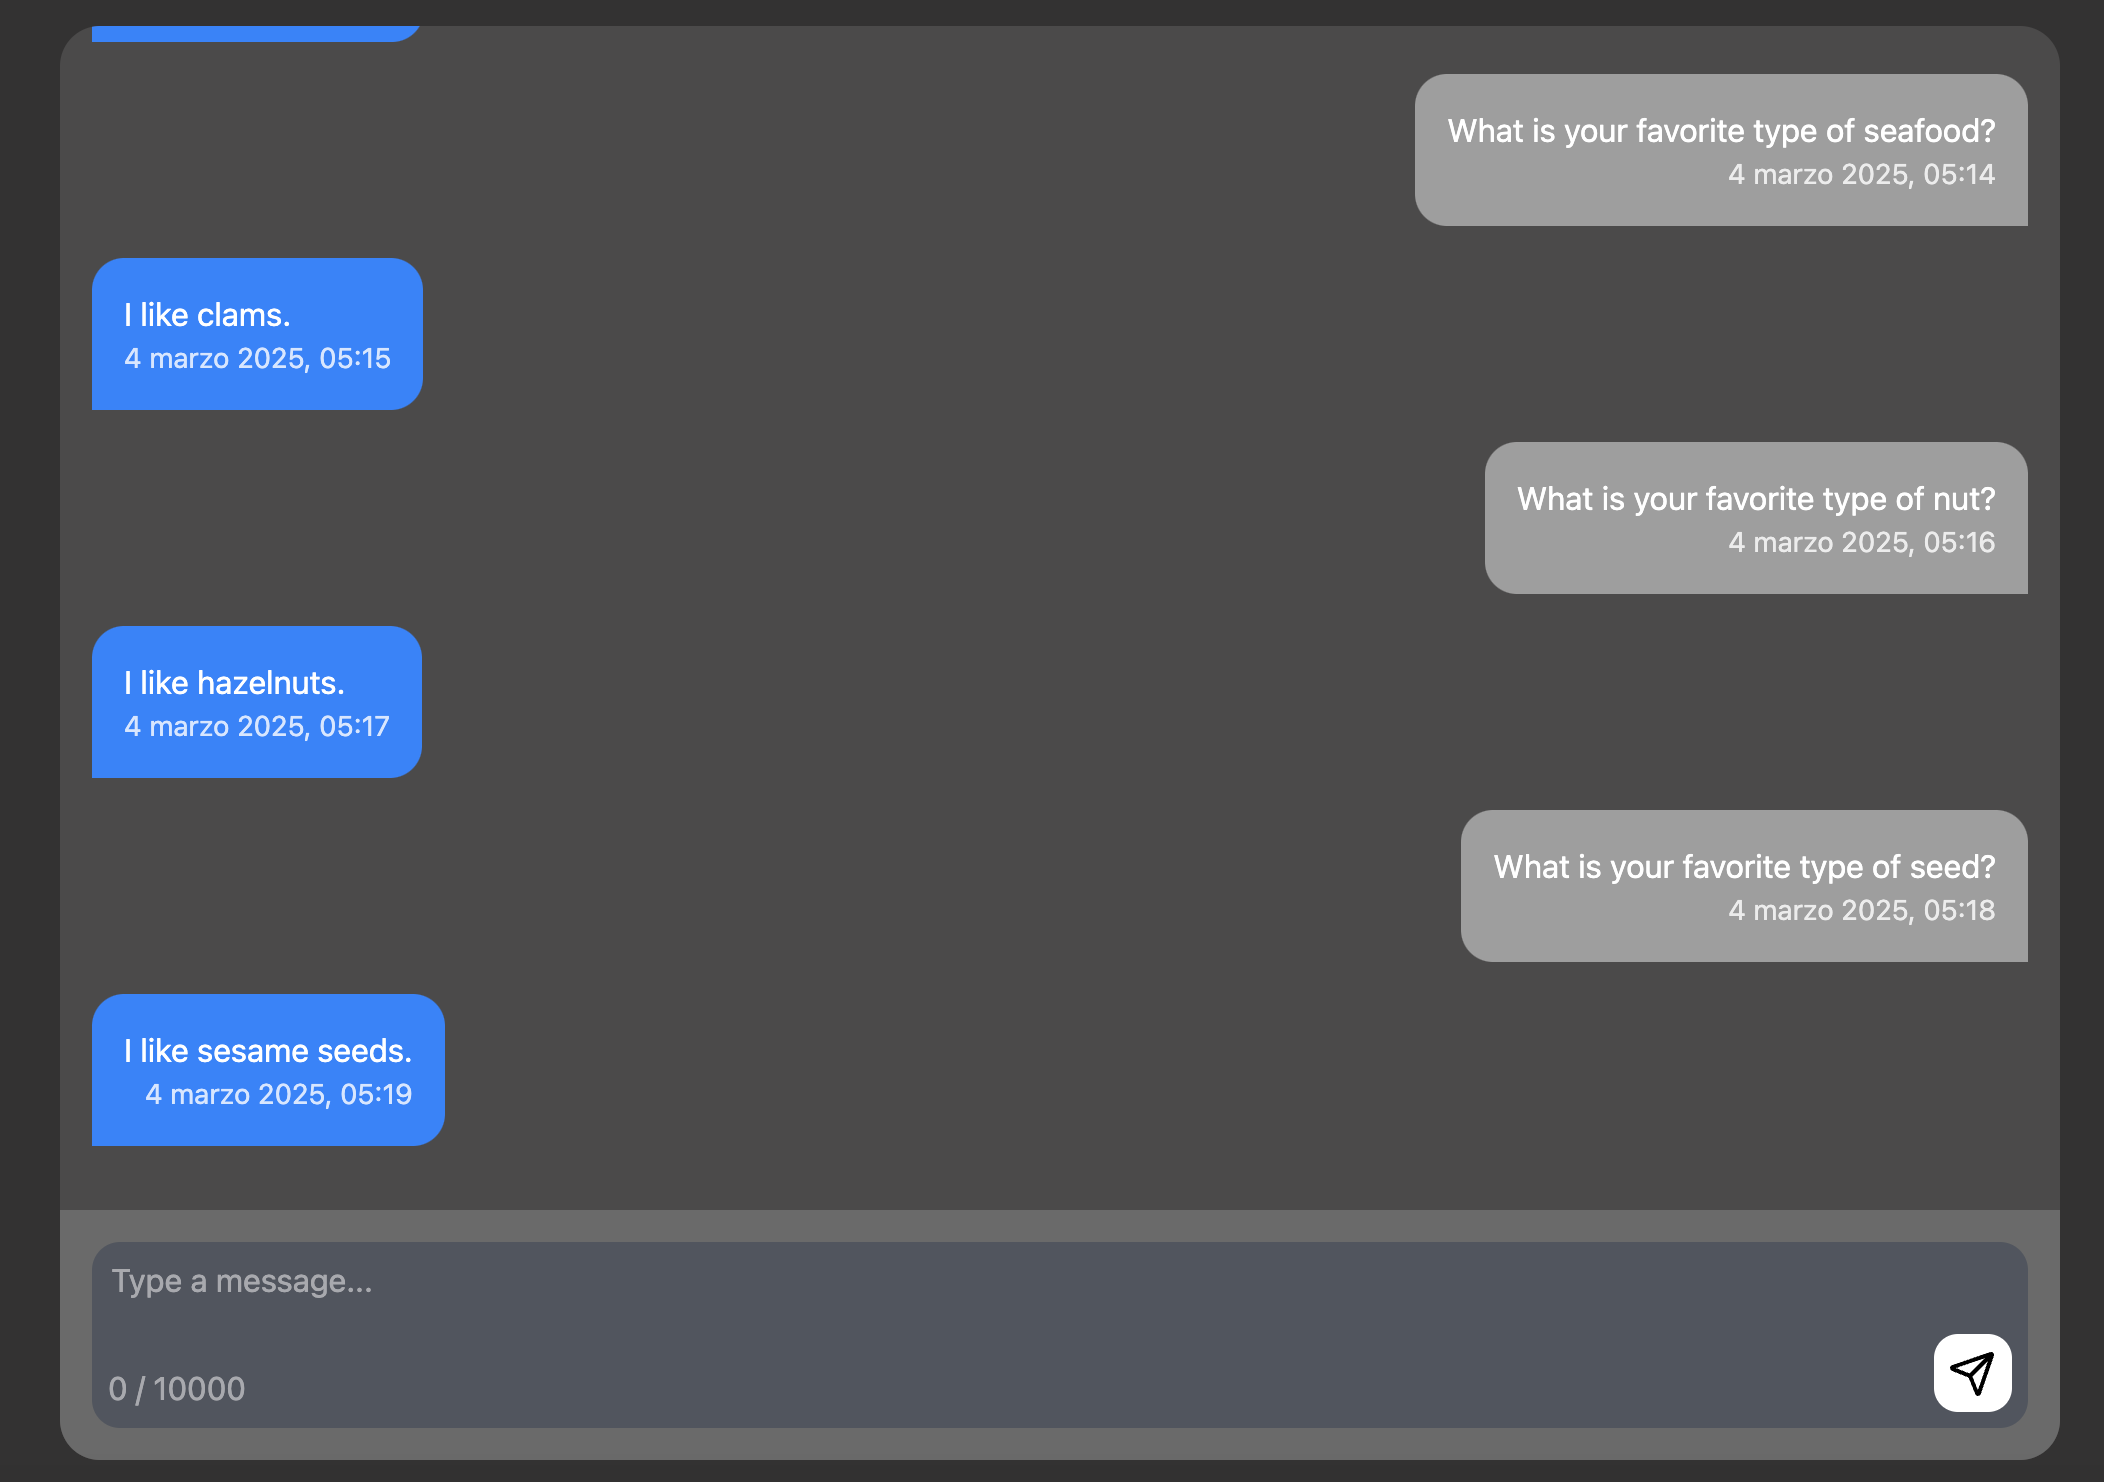 What is your favorite type of seafood?
4 marzo 2025, 05:14
I like clams.
4 marzo 2025, 05:15
What is your favorite type of nut?
4 marzo 2025, 05:16
I like hazelnuts.
4 marzo 2025, 05:17
What is your favorite type of seed?
4 marzo 2025, 05:18
I like sesame seeds.
4 marzo 2025, 05:19
Type a message...
0 / 10000